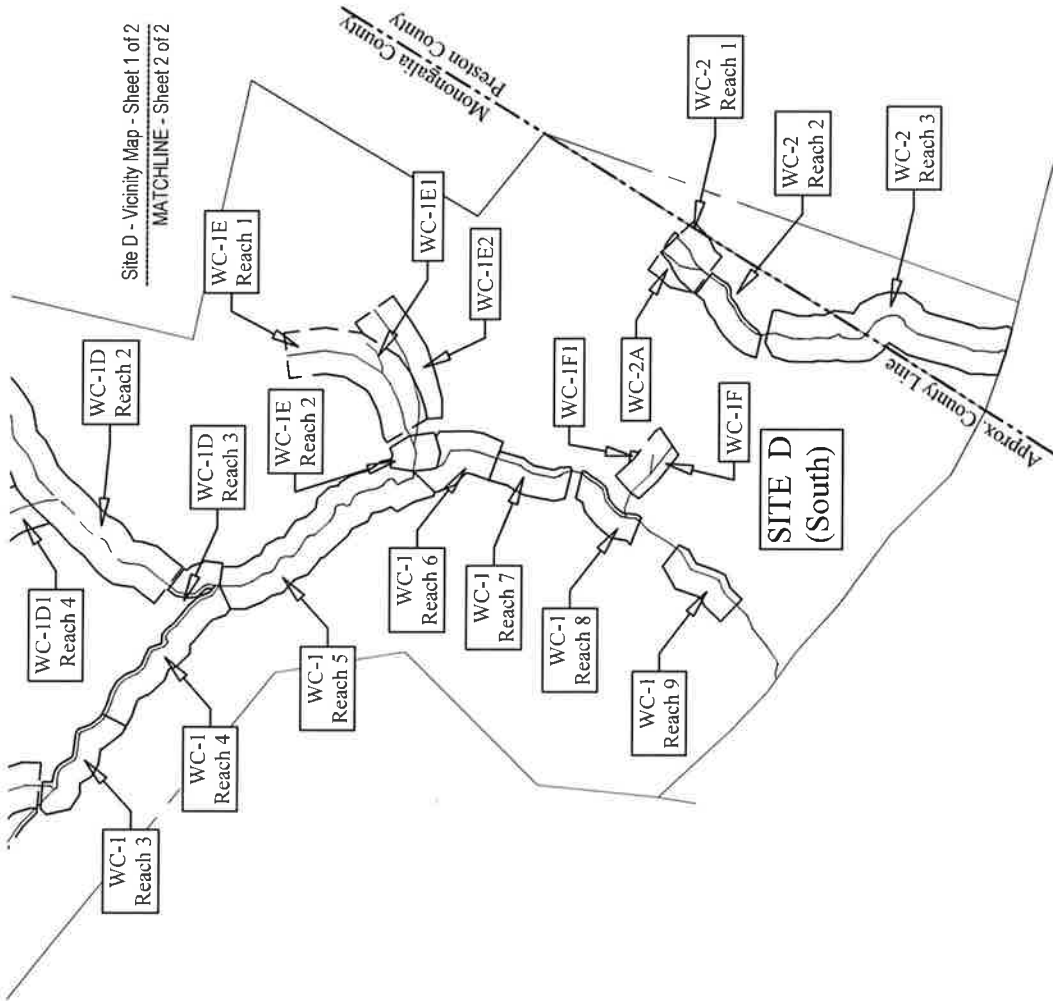 Site D - Vicinity Map - Sheet 1 of 2
MATCHLINE - Sheet 2 of 2
Monongalia County
Preston County
WC-1D1
Reach 4
WC-1D
Reach 2
WC-1D
Reach 3
WC-1E
Reach 1
WC-1E
Reach 2
WC-1E1
WC-1E2
WC-1
Reach 3
WC-1
Reach 4
WC-1
Reach 5
WC-1
Reach 6
WC-1
Reach 7
WC-1
Reach 8
WC-1
Reach 9
WC-1F1
WC-1F
WC-2A
WC-2
Reach 1
WC-2
Reach 2
WC-2
Reach 3
SITE D
(South)
Approx. County Line